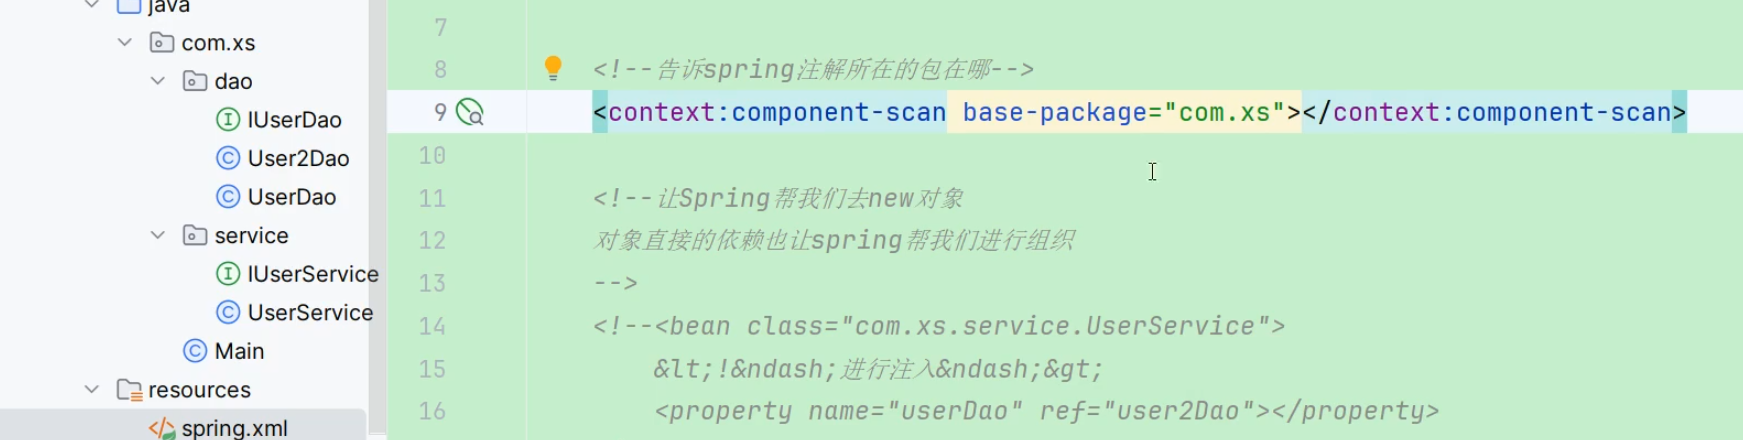 java
com.xs
dao
IUserDao
User2Dao
UserDao
service
IUserService
UserService
Main
resources
spring.xml
7
8 <!--告诉spring注解所在的包在哪-->
9 <context:component-scan base-package="com.xs"></context:component-scan>
10
11 <!--让Spring帮我们去new对象
12 对象直接的依赖也让spring帮我们进行组织
13 -->
14 <!--<bean class="com.xs.service.UserService">
15 &lt;!&ndash;进行注入&ndash;&gt;
16 <property name="userDao" ref="user2Dao"></property>